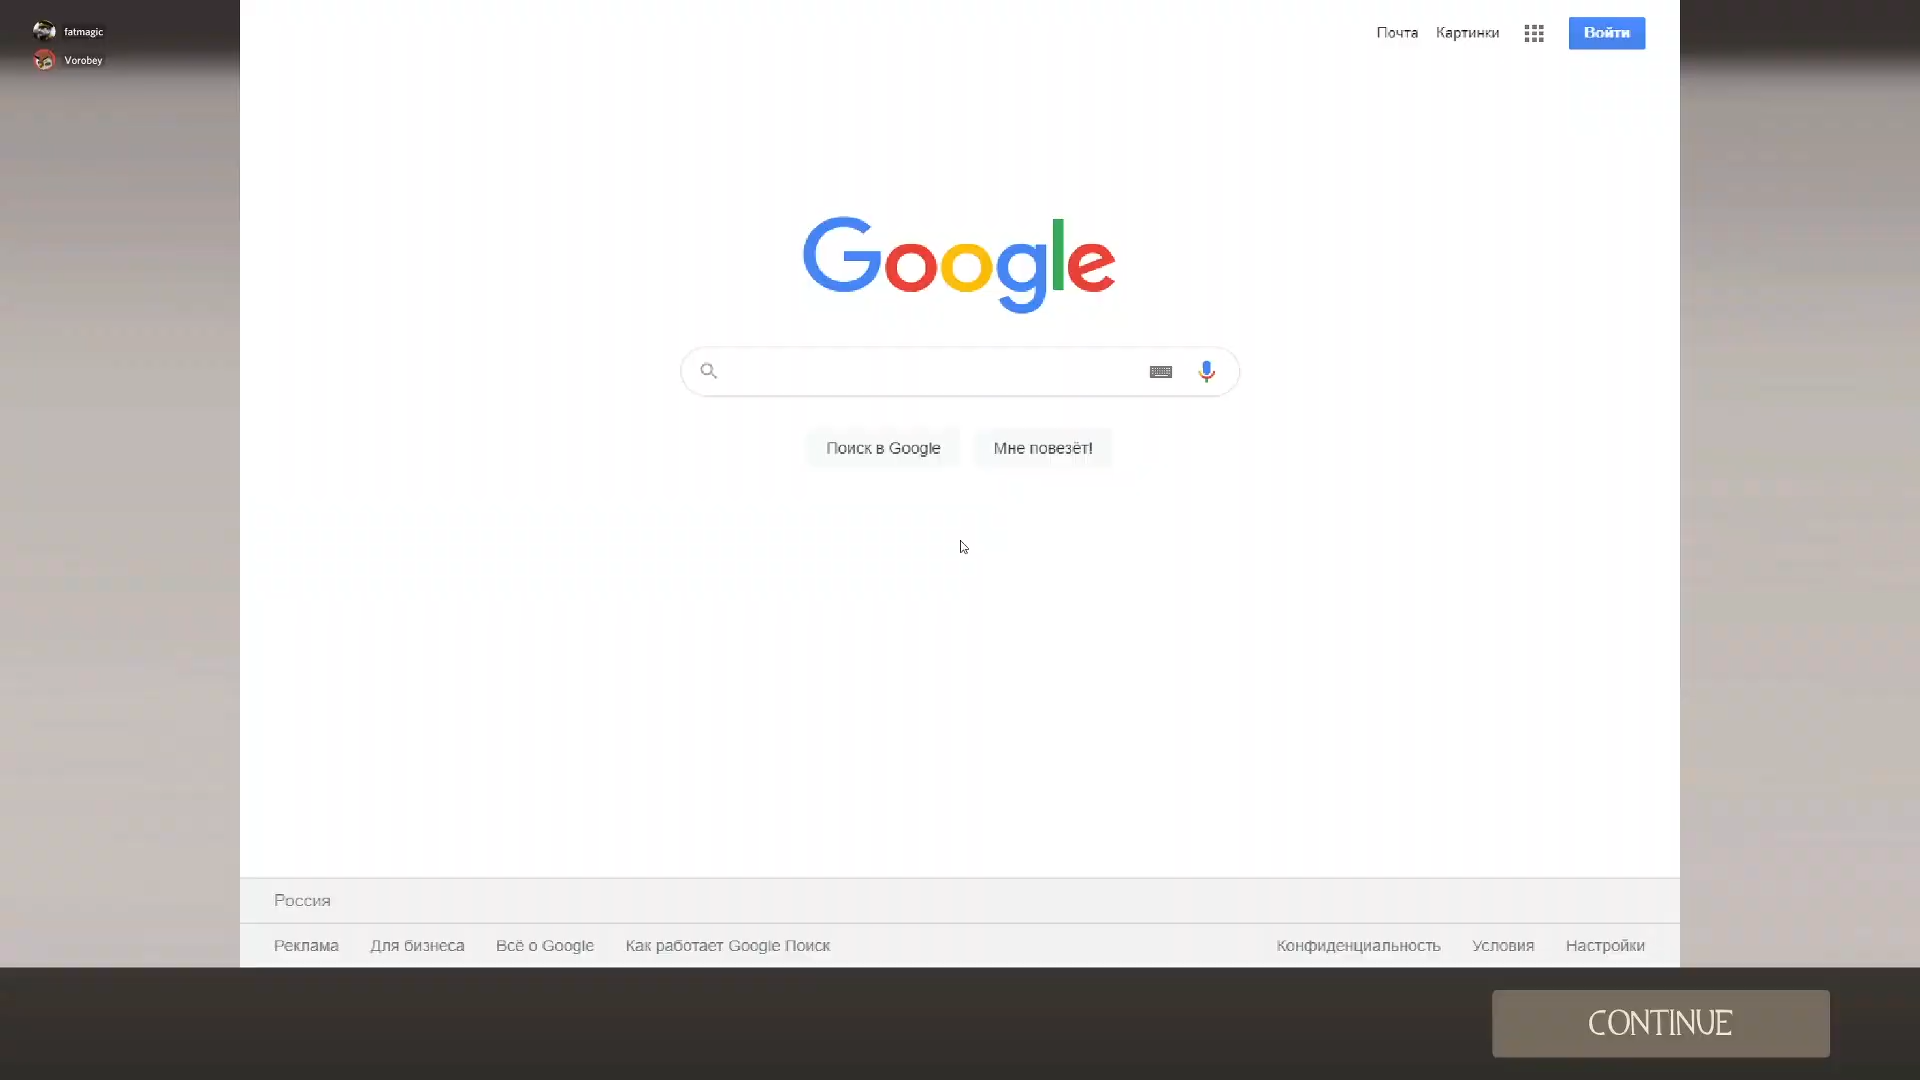 fatmagic
Vorobey
Почта Картинки Войти
Google
Поиск в Google Мне повезёт!
Россия
Реклама Для бизнеса Всё о Google Как работает Google Поиск Конфиденциальность Условия Настройки
CONTINUE